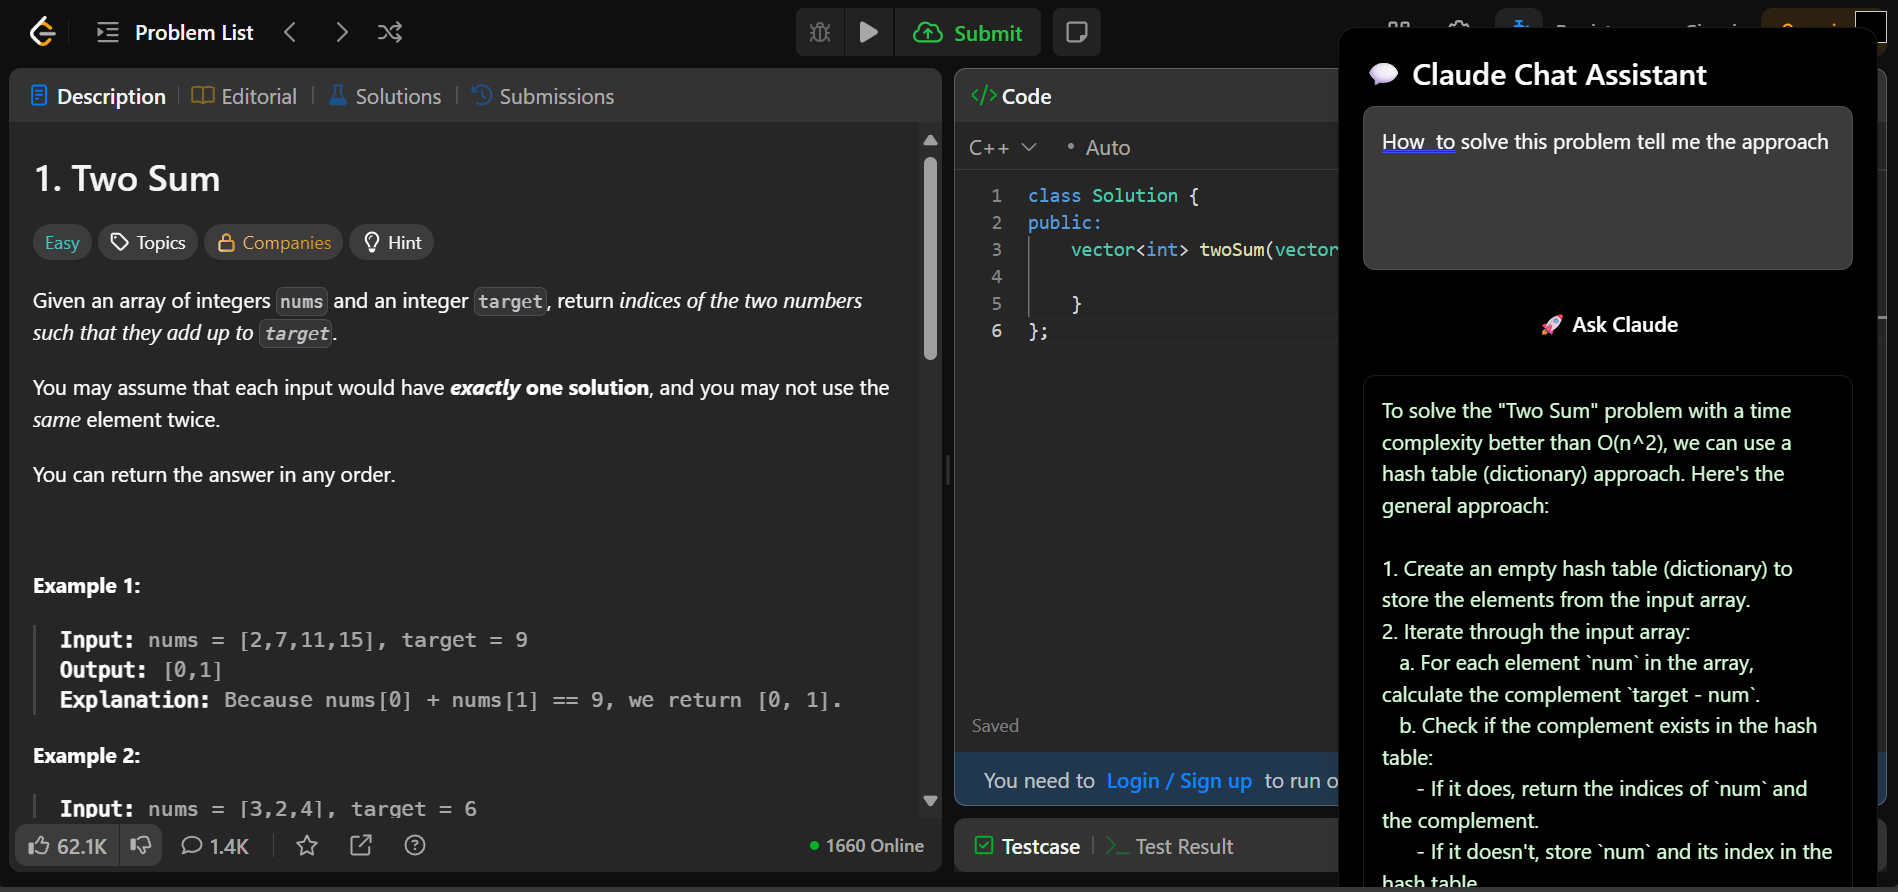 Problem List
Submit
Description
Editorial
Solutions
Submissions
1. Two Sum
Easy
Topics
Companies
Hint
Given an array of integers nums and an integer target, return indices of the two numbers
such that they add up to target.
You may assume that each input would have exactly one solution, and you may not use the
same element twice.
You can return the answer in any order.
Example 1:
Input: nums = [2,7,11,15], target = 9
Output: [0,1]
Explanation: Because nums[0] + nums[1] == 9, we return [0, 1].
Example 2:
Input: nums = [3,2,4], target = 6
62.1K
1.4K
1660 Online
</> Code
C++
Auto
1 class Solution {
2 public:
3 vector<int> twoSum(vector
4
5 }
6 };
Saved
You need to Login / Sign up to run o
Testcase
Test Result
Claude Chat Assistant
How to solve this problem tell me the approach
Ask Claude
To solve the "Two Sum" problem with a time
complexity better than O(n^2), we can use a
hash table (dictionary) approach. Here's the
general approach:
1. Create an empty hash table (dictionary) to
store the elements from the input array.
2. Iterate through the input array:
a. For each element `num` in the array,
calculate the complement `target - num`.
b. Check if the complement exists in the hash
table:
- If it does, return the indices of `num` and
the complement.
- If it doesn't, store `num` and its index in the
hash table